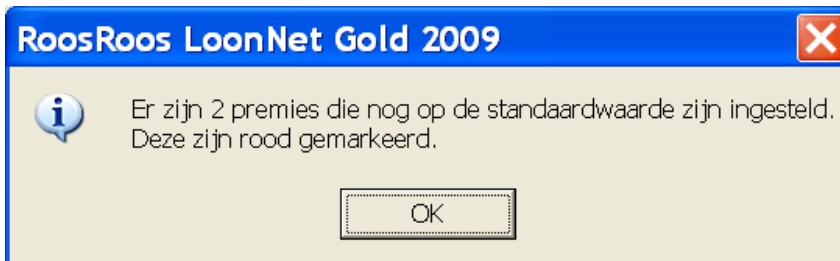 RoosRoos LoonNet Gold 2009
Er zijn 2 premies die nog op de standaardwaarde zijn ingesteld.
Deze zijn rood gemarkeerd.
OK